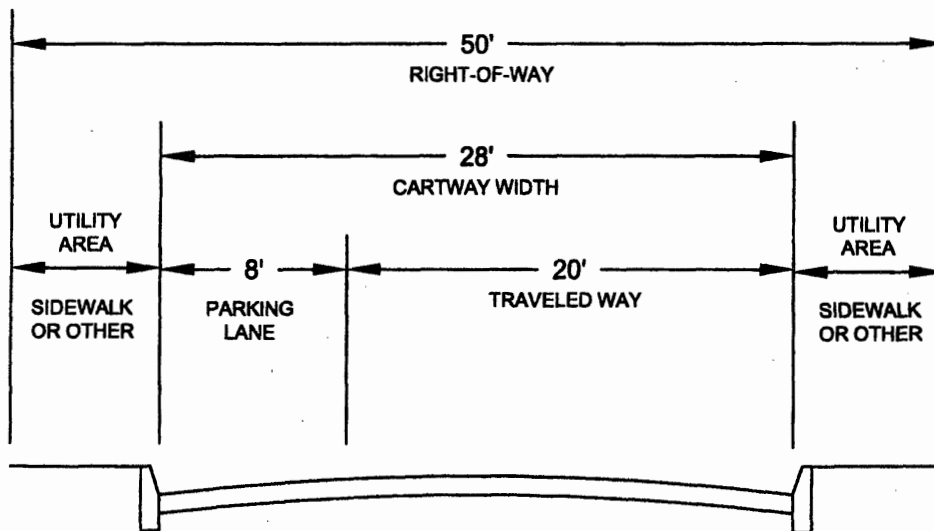 50'
RIGHT-OF-WAY
28'
CARTWAY WIDTH
UTILITY
AREA
SIDEWALK
OR OTHER
8'
PARKING
LANE
20'
TRAVELED WAY
UTILITY
AREA
SIDEWALK
OR OTHER